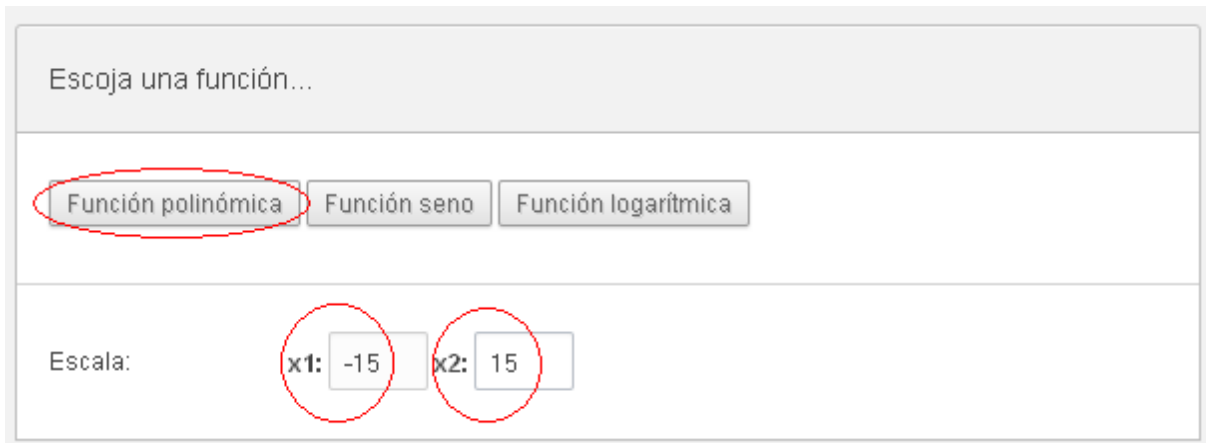 Escoja una función...
Función polinómica Función seno Función logarítmica
Escala: x1: -15 x2: 15